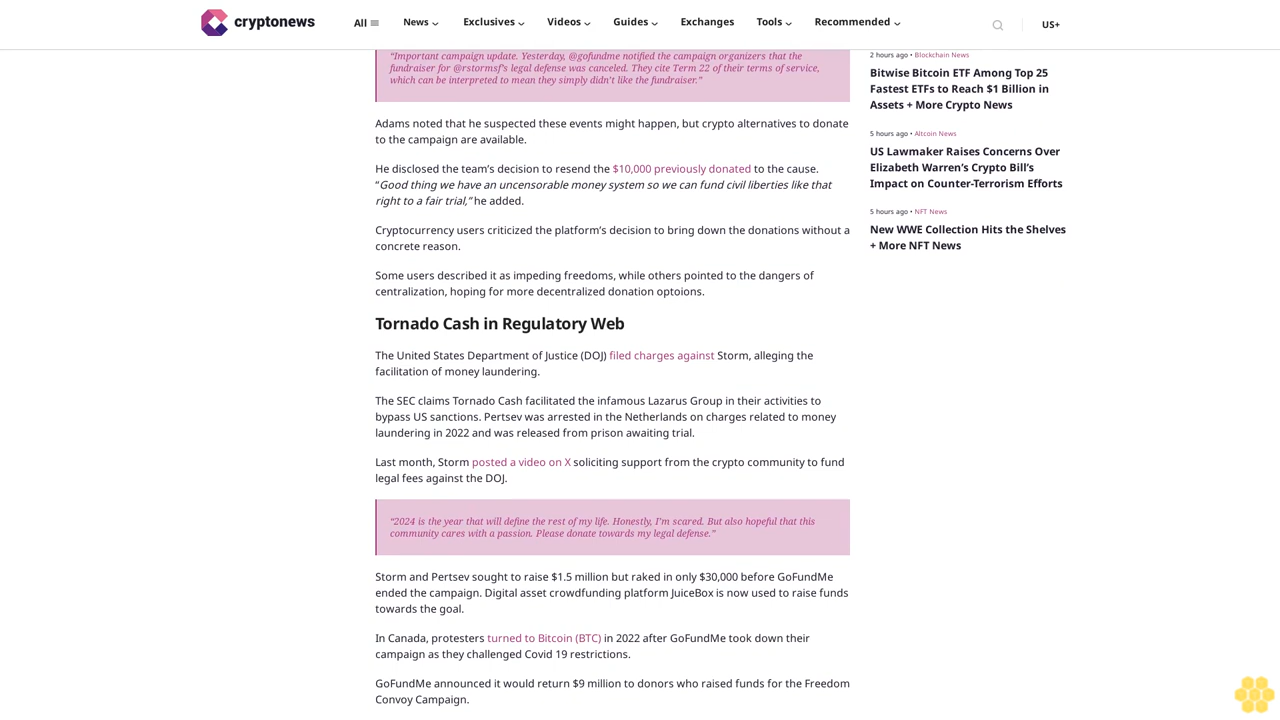 cryptonews
All
News
Exclusives
Videos
Guides
Exchanges
Tools
Recommended
US+
“Important campaign update. Yesterday, @gofundme notified the campaign organizers that the
fundraiser for @rstormsf’s legal defense was canceled. They cite Term 22 of their terms of service,
which can be interpreted to mean they simply didn’t like the fundraiser.”
Adams noted that he suspected these events might happen, but crypto alternatives to donate
to the campaign are available.
He disclosed the team’s decision to resend the $10,000 previously donated to the cause.
“Good thing we have an uncensorable money system so we can fund civil liberties like that
right to a fair trial,” he added.
Cryptocurrency users criticized the platform’s decision to bring down the donations without a
concrete reason.
Some users described it as impeding freedoms, while others pointed to the dangers of
centralization, hoping for more decentralized donation optoions.
Tornado Cash in Regulatory Web
The United States Department of Justice (DOJ) filed charges against Storm, alleging the
facilitation of money laundering.
The SEC claims Tornado Cash facilitated the infamous Lazarus Group in their activities to
bypass US sanctions. Pertsev was arrested in the Netherlands on charges related to money
laundering in 2022 and was released from prison awaiting trial.
Last month, Storm posted a video on X soliciting support from the crypto community to fund
legal fees against the DOJ.
“2024 is the year that will define the rest of my life. Honestly, I’m scared. But also hopeful that this
community cares with a passion. Please donate towards my legal defense.”
Storm and Pertsev sought to raise $1.5 million but raked in only $30,000 before GoFundMe
ended the campaign. Digital asset crowdfunding platform JuiceBox is now used to raise funds
towards the goal.
In Canada, protesters turned to Bitcoin (BTC) in 2022 after GoFundMe took down their
campaign as they challenged Covid 19 restrictions.
GoFundMe announced it would return $9 million to donors who raised funds for the Freedom
Convoy Campaign.
2 hours ago • Blockchain News
Bitwise Bitcoin ETF Among Top 25
Fastest ETFs to Reach $1 Billion in
Assets + More Crypto News
5 hours ago • Altcoin News
US Lawmaker Raises Concerns Over
Elizabeth Warren’s Crypto Bill’s
Impact on Counter-Terrorism Efforts
5 hours ago • NFT News
New WWE Collection Hits the Shelves
+ More NFT News